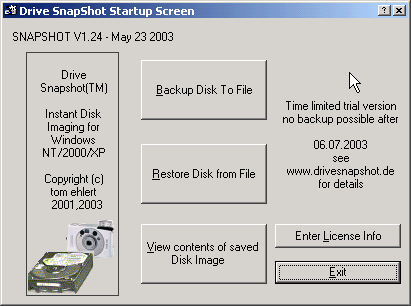 Drive SnapShot Startup Screen
SNAPSHOT V1.24 - May 23 2003
Drive
Snapshot(TM)
Instant Disk
Imaging for
Windows
NT/2000/XP
Copyright (c)
tom ehlert
2001,2003
Backup Disk To File
Restore Disk from File
View contents of saved
Disk Image
Time limited trial version
no backup possible after
06.07.2003
see
www.drivesnapshot.de
for details
Enter License Info
Exit